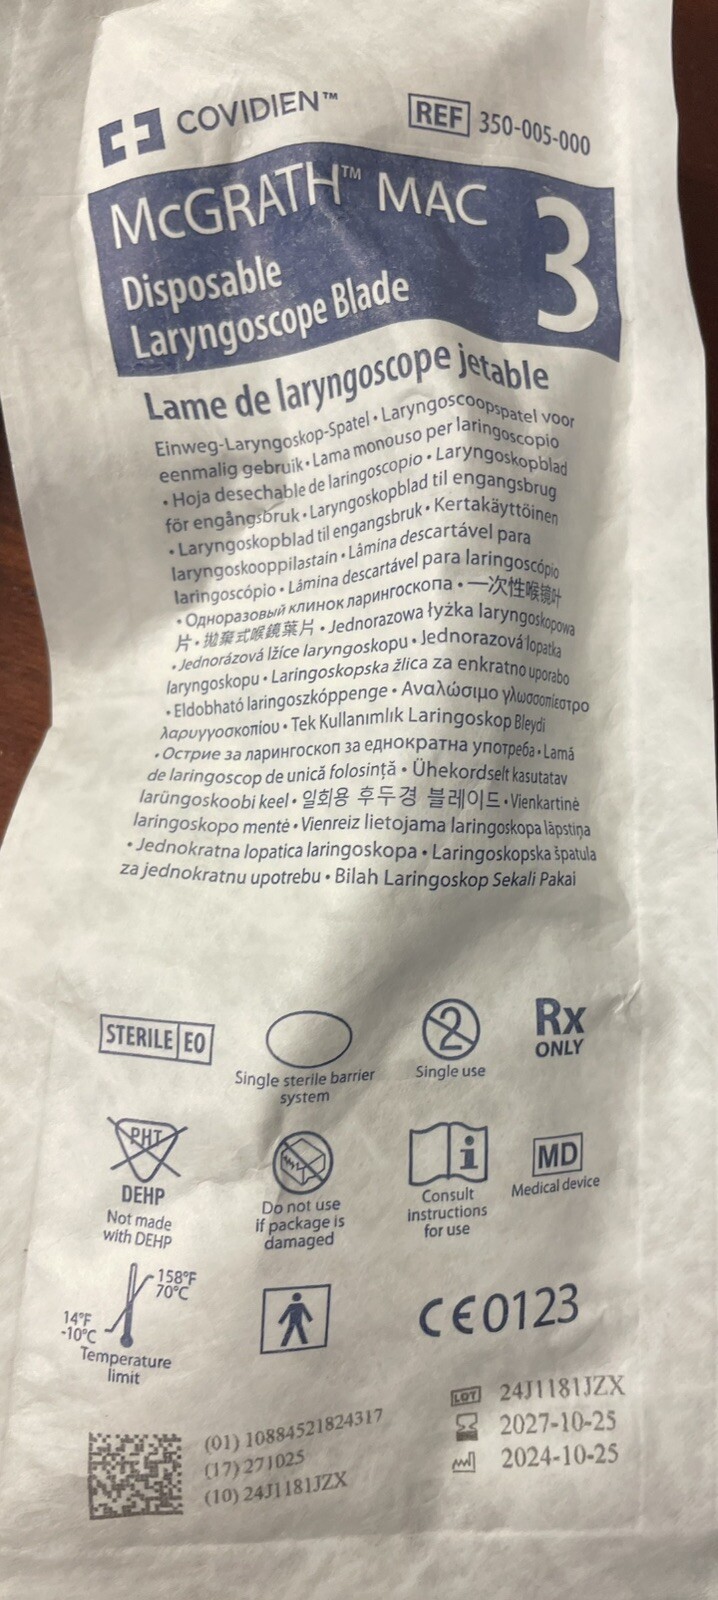 COVIDIEN™
REF 350-005-000
McGRATH™ MAC 3
Disposable
Laryngoscope Blade
Lame de laryngoscope jetable
Einweg-Laryngoskop-Spatel • Laryngoscoopspatel voor
eenmalig gebruik • Lama monouso per laringoscopio
• Hoja desechable de laringoscopio • Laryngoskopblad
för engångsbruk • Laryngoskopblad til engangsbrug
• Laryngoskopblad til engangsbruk • Kertakäyttöinen
laryngoskooppilastain • Lâmina descartável para
laringoscópio • Lâmina descartável para laringoscópio
• Одноразовый клинок ларингоскопа • 一次性喉镜叶
片 • 拋棄式喉鏡葉片 • Jednorazowa łyżka laryngoskopowa
• Jednorázová lžíce laryngoskopu • Jednorazová lopatka
laryngoskopu • Laringoskopska žlica za enkratno uporabo
• Eldobható laringoszkóppenge • Αναλώσιμο γλωσσοπίεστρο
λαρυγγοσκοπίου • Tek Kullanımlık Laringoskop Bleydi
• Острие за ларингоскоп за еднократна употреба • Lamă
de laringoscop de unică folosință • Ühekordselt kasutatav
larüngoskoobi keel • 일회용 후두경 블레이드 • Vienkartinė
laringoskopo mentė • Vienreiz lietojama laringoskopa lāpstiņa
• Jednokratna lopatica laringoskopa • Laringoskopska špatula
za jednokratnu upotrebu • Bilah Laringoskop Sekali Pakai
STERILE EO
Single sterile barrier
system
2
Single use
Rx
ONLY
PHT
DEHP
Not made
with DEHP
Do not use
if package is
damaged
i
Consult
instructions
for use
MD
Medical device
158°F
70°C
14°F
-10°C
Temperature
limit
CE0123
(01) 10884521824317
(17) 271025
(10) 24J1181JZX
LOT 24J1181JZX
2027-10-25
2024-10-25